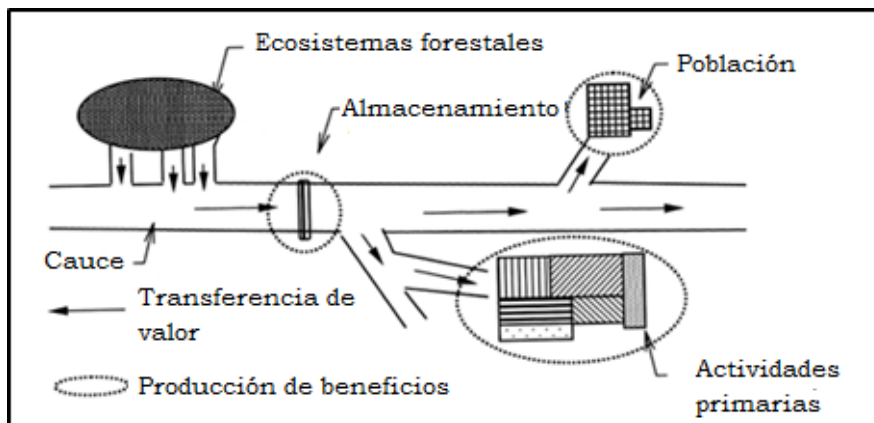 Ecosistemas forestales
Población
Almacenamiento
Cauce
Transferencia de
valor
Producción de beneficios
Actividades
primarias